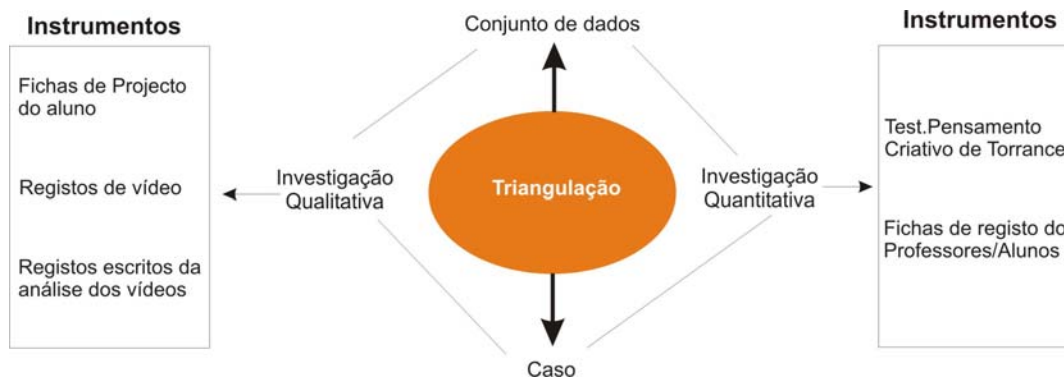 Instrumentos
Fichas de Projecto
do aluno
Registos de vídeo
Registos escritos da
análise dos vídeos
Conjunto de dados
Investigação
Qualitativa
Triangulação
Investigação
Quantitativa
Caso
Instrumentos
Test.Pensamento
Criativo de Torrance
Fichas de registo do
Professores/Alunos